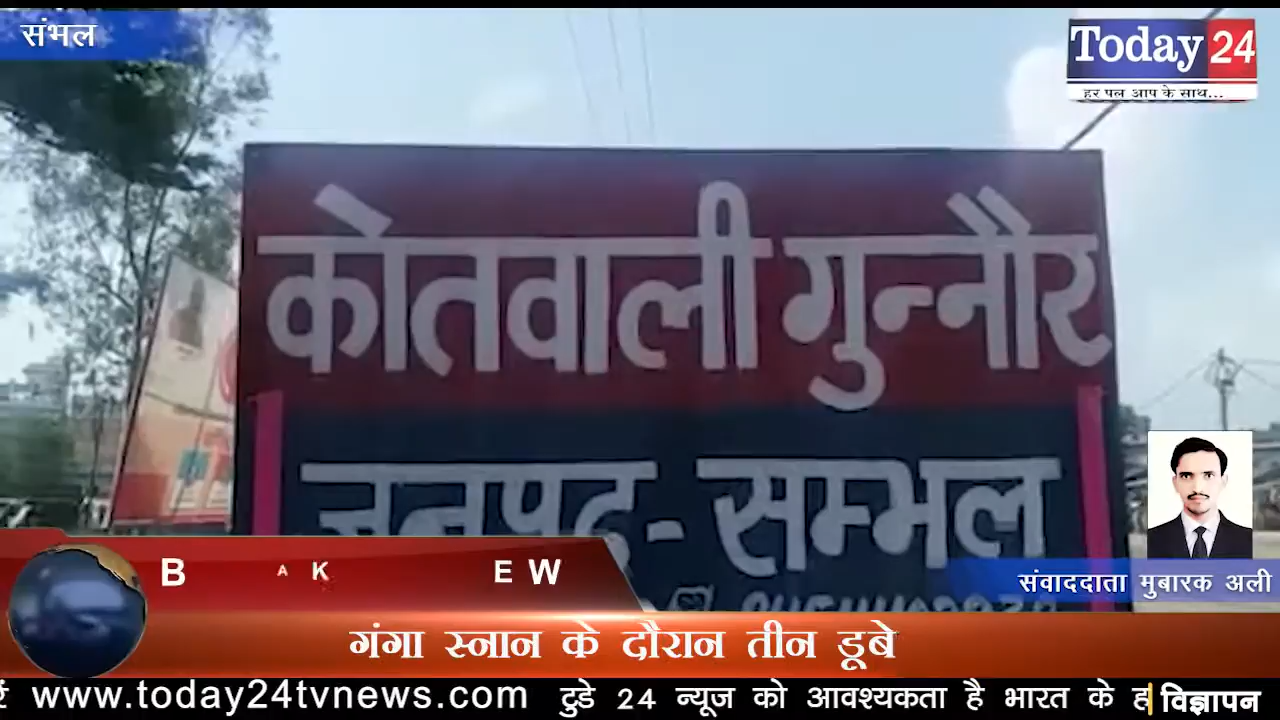 संभल
Today 24
हर पल आप के साथ...
कोतवाली गुन्नौर
जनपद - सम्भल
संवाददाता मुबारक अली
B A K E W
गंगा स्नान के दौरान तीन डूबे
www.today24tvnews.com टुडे 24 न्यूज को आवश्यकता है भारत के
विज्ञापन